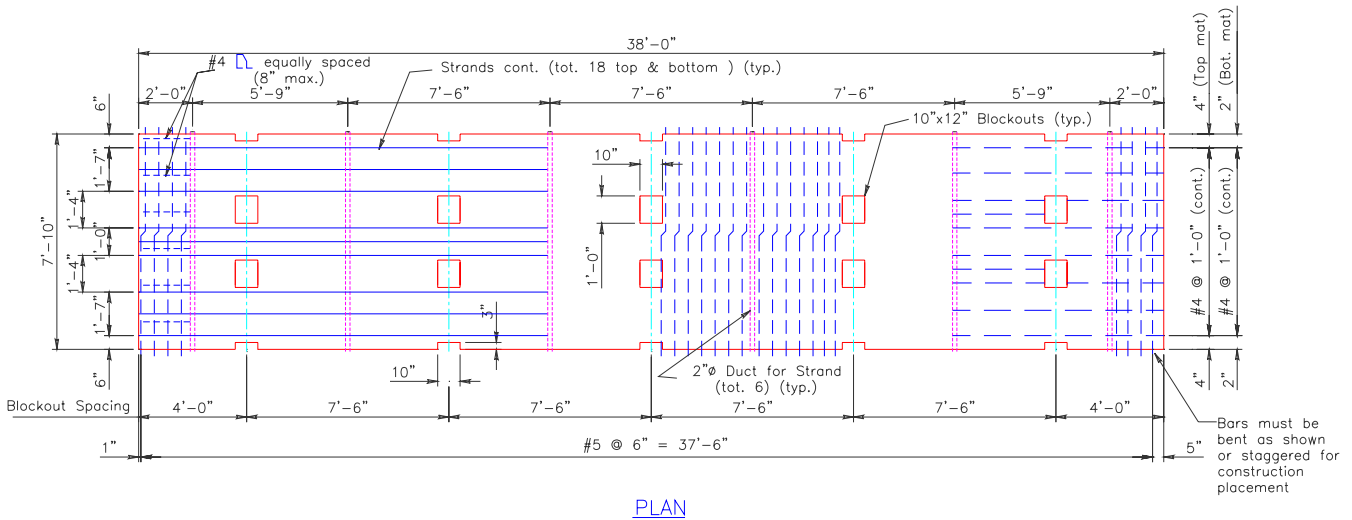 38'-0"
#4 equally spaced
(8" max.)
Strands cont. (tot. 18 top & bottom ) (typ.)
2'-0"
5'-9"
7'-6"
7'-6"
7'-6"
5'-9"
2'-0"
4" (Top mat)
2" (Bot. mat)
6"
10"x12" Blockouts (typ.)
1'-7"
1'-4"
1'-0"
1'-4"
1'-7"
7'-10"
6"
10"
1'-0"
3"
10"
2"ø Duct for Strand
(tot. 6) (typ.)
#4 @ 1'-0" (cont.)
#4 @ 1'-0" (cont.)
4"
2"
Blockout Spacing
4'-0"
7'-6"
7'-6"
7'-6"
7'-6"
4'-0"
1"
#5 @ 6" = 37'-6"
5"
Bars must be
bent as shown
or staggered for
construction
placement
PLAN